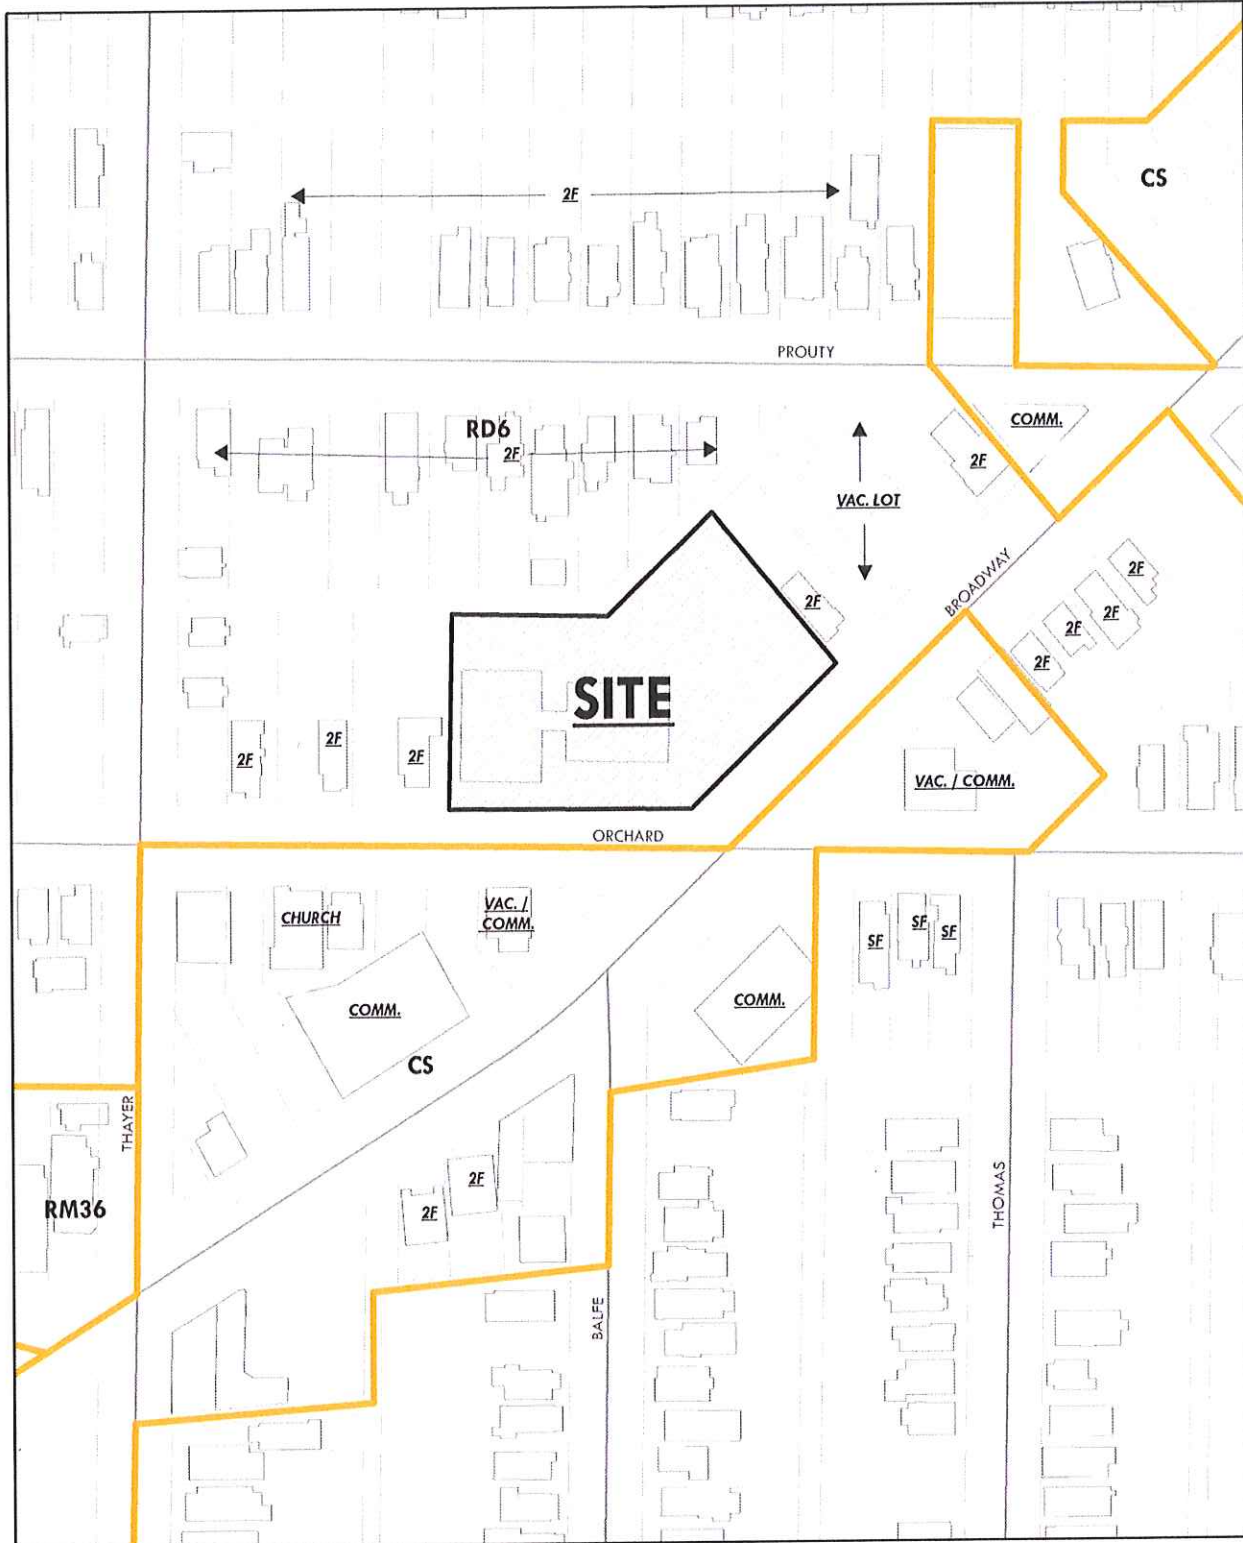 CS
2F
PROUTY
COMM.
RD6
2F
2F
VAC. LOT
BROADWAY
2F
2F
2F
2F
2F
SITE
2F
2F
2F
VAC. / COMM.
ORCHARD
CHURCH
VAC. /
COMM.
SF
SF
SF
COMM.
COMM.
CS
THAYER
RM36
2F
2F
THOMAS
BALFE